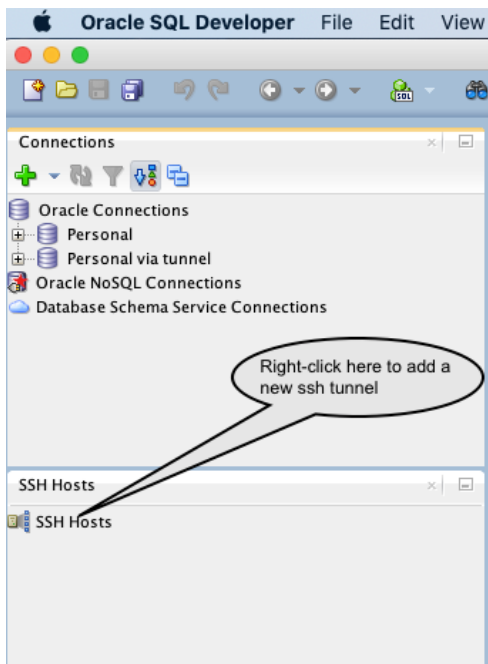 Oracle SQL Developer File Edit View
SQL
Connections
Oracle Connections
Personal
Personal via tunnel
Oracle NoSQL Connections
Database Schema Service Connections
Right-click here to add a
new ssh tunnel
SSH Hosts
SSH Hosts